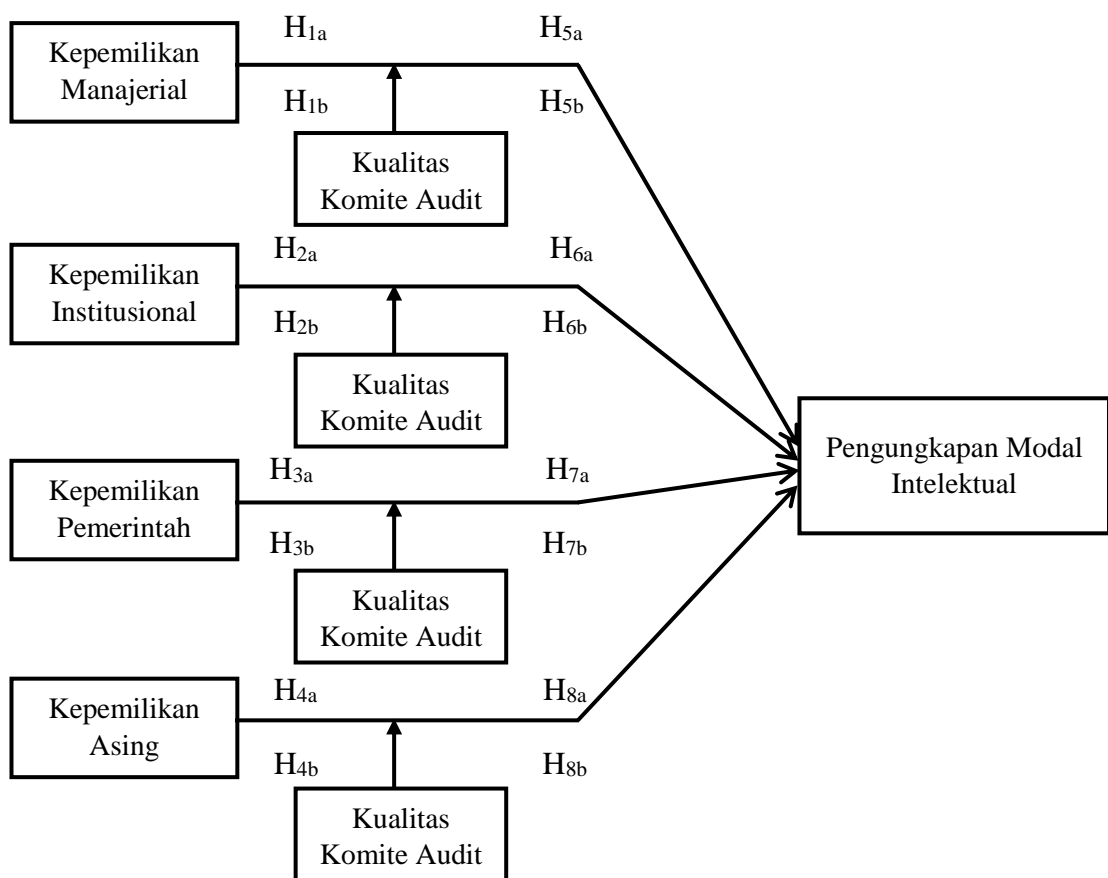 H1a H5a
Kepemilikan
Manajerial
H1b H5b
Kualitas
Komite Audit
H2a H6a
Kepemilikan
Institusional
H2b H6b
Kualitas
Komite Audit
Pengungkapan Modal
Intelektual
H3a H7a
Kepemilikan
Pemerintah
H3b H7b
Kualitas
Komite Audit
H4a H8a
Kepemilikan
Asing
H4b H8b
Kualitas
Komite Audit